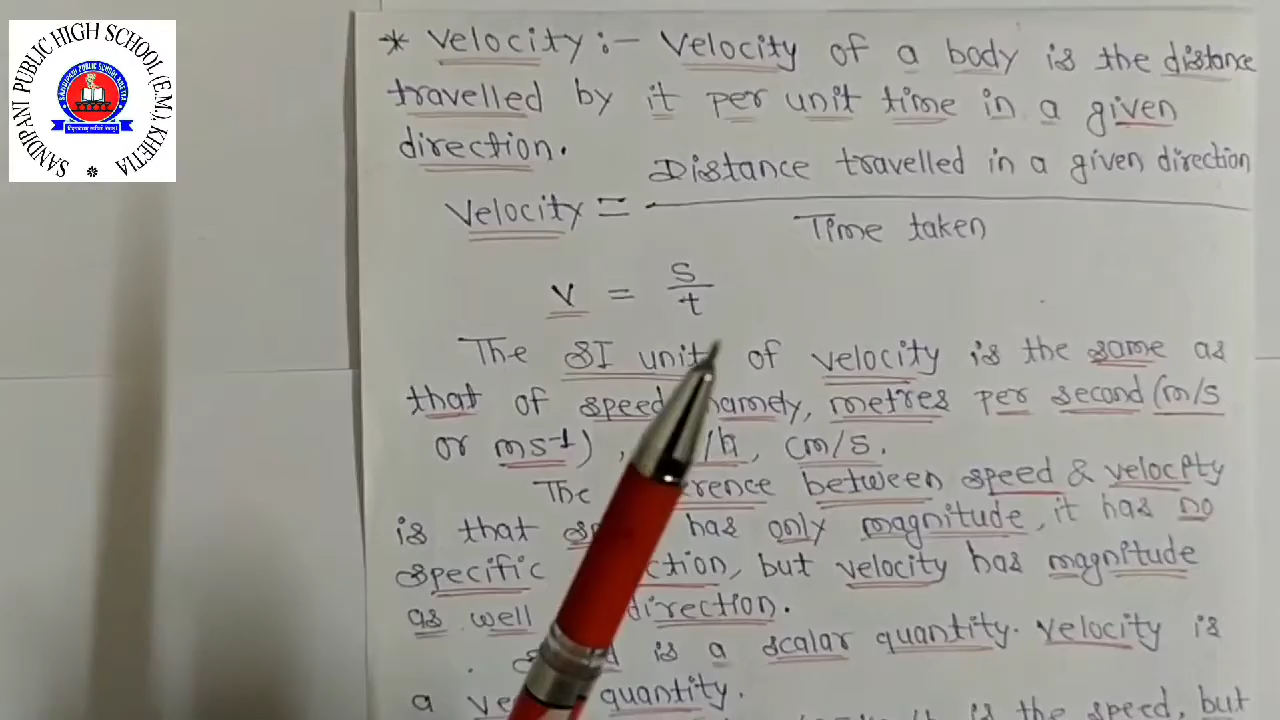 SANDIPANI PUBLIC HIGH SCHOOL (E.M.), KHETIA
* Velocity :- Velocity of a body is the distance
travelled by it per unit time in a given
direction.
Velocity = Distance travelled in a given direction
Time taken
v = s
t
The SI unit of velocity is the same as
that of speed namely, metres per second (m/s
or ms⁻¹), /h, cm/s.
The between speed & velocity
is that has only magnitude, it has no
specific but velocity has magnitude
as well direction.
is a scalar quantity. Velocity is
a quantity.
it is the speed, but